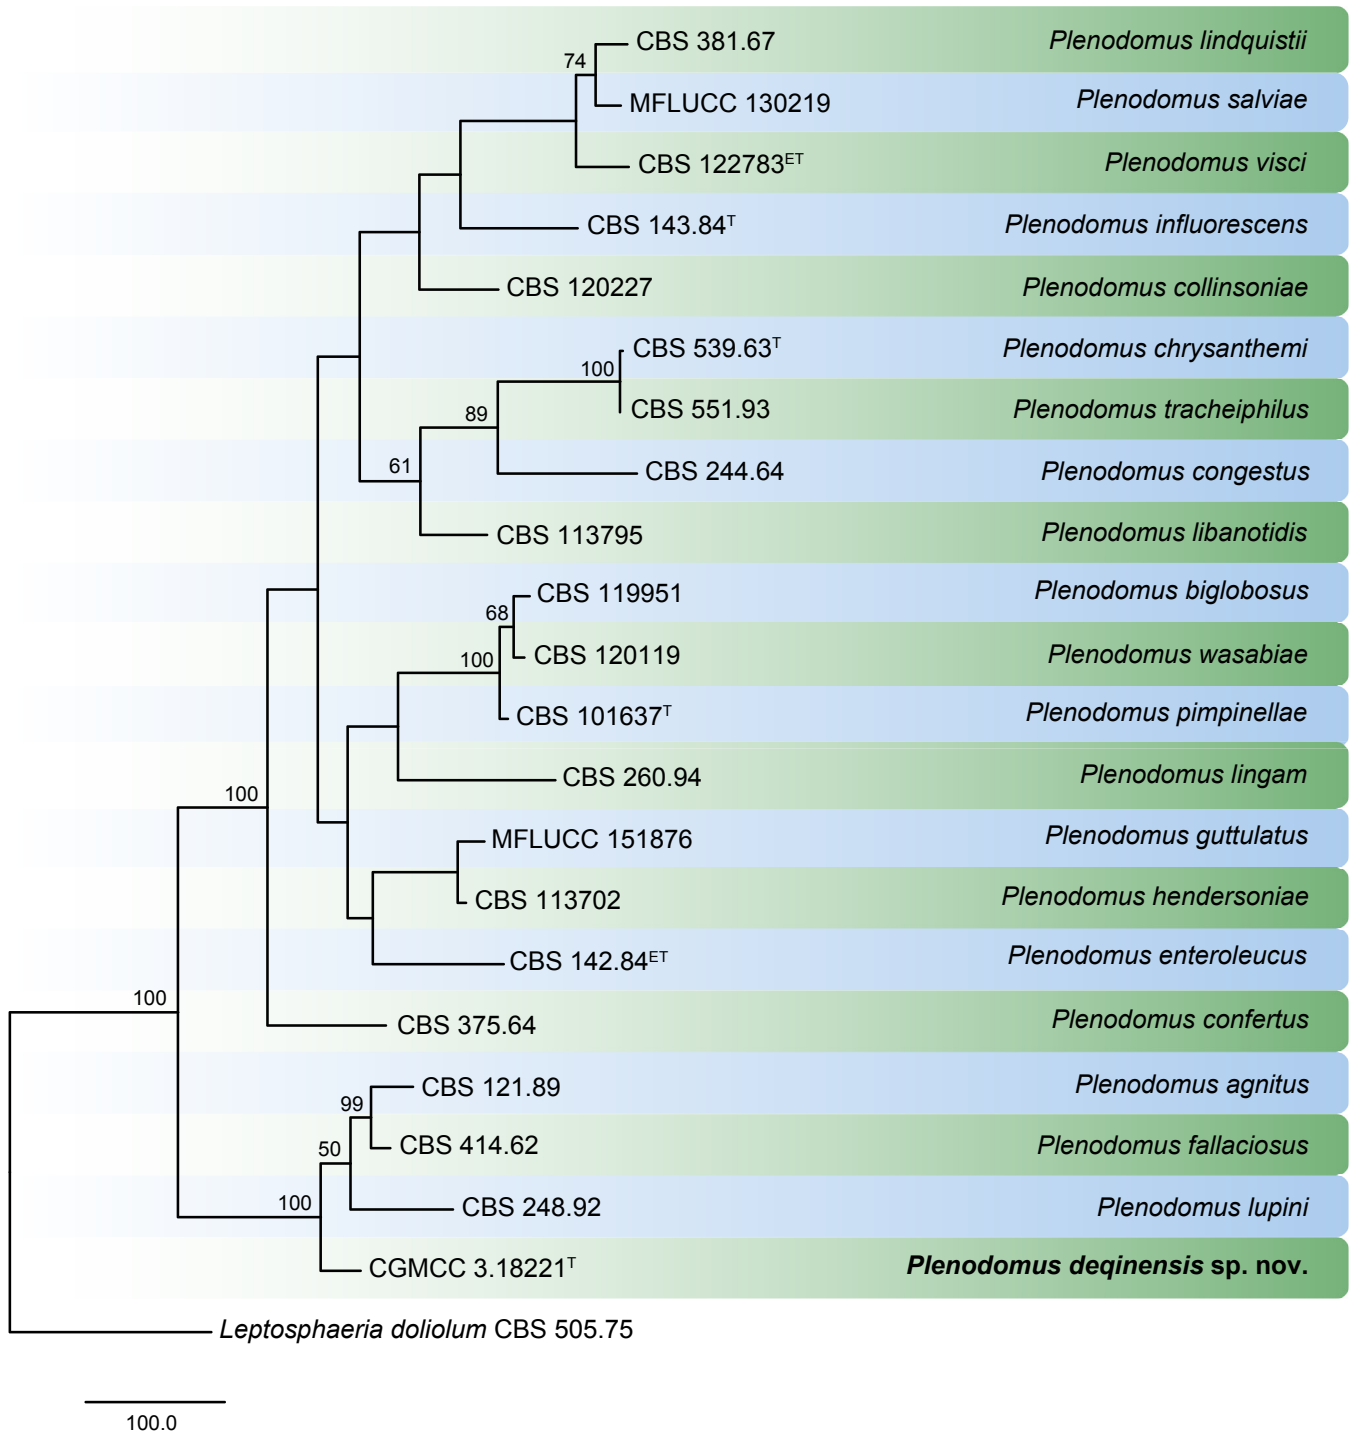 CBS 381.67 Plenodomus lindquistii
74
MFLUCC 130219 Plenodomus salviae
CBS 122783ET Plenodomus visci
CBS 143.84T Plenodomus influorescens
CBS 120227 Plenodomus collinsoniae
CBS 539.63T Plenodomus chrysanthemi
100
CBS 551.93 Plenodomus tracheiphilus
89
CBS 244.64 Plenodomus congestus
61
CBS 113795 Plenodomus libanotidis
CBS 119951 Plenodomus biglobosus
68
CBS 120119 Plenodomus wasabiae
100
CBS 101637T Plenodomus pimpinellae
CBS 260.94 Plenodomus lingam
100
MFLUCC 151876 Plenodomus guttulatus
CBS 113702 Plenodomus hendersoniae
CBS 142.84ET Plenodomus enteroleucus
100
CBS 375.64 Plenodomus confertus
CBS 121.89 Plenodomus agnitus
99
CBS 414.62 Plenodomus fallaciosus
50
CBS 248.92 Plenodomus lupini
100
CGMCC 3.18221T Plenodomus deqinensis sp. nov.
Leptosphaeria doliolum CBS 505.75
100.0